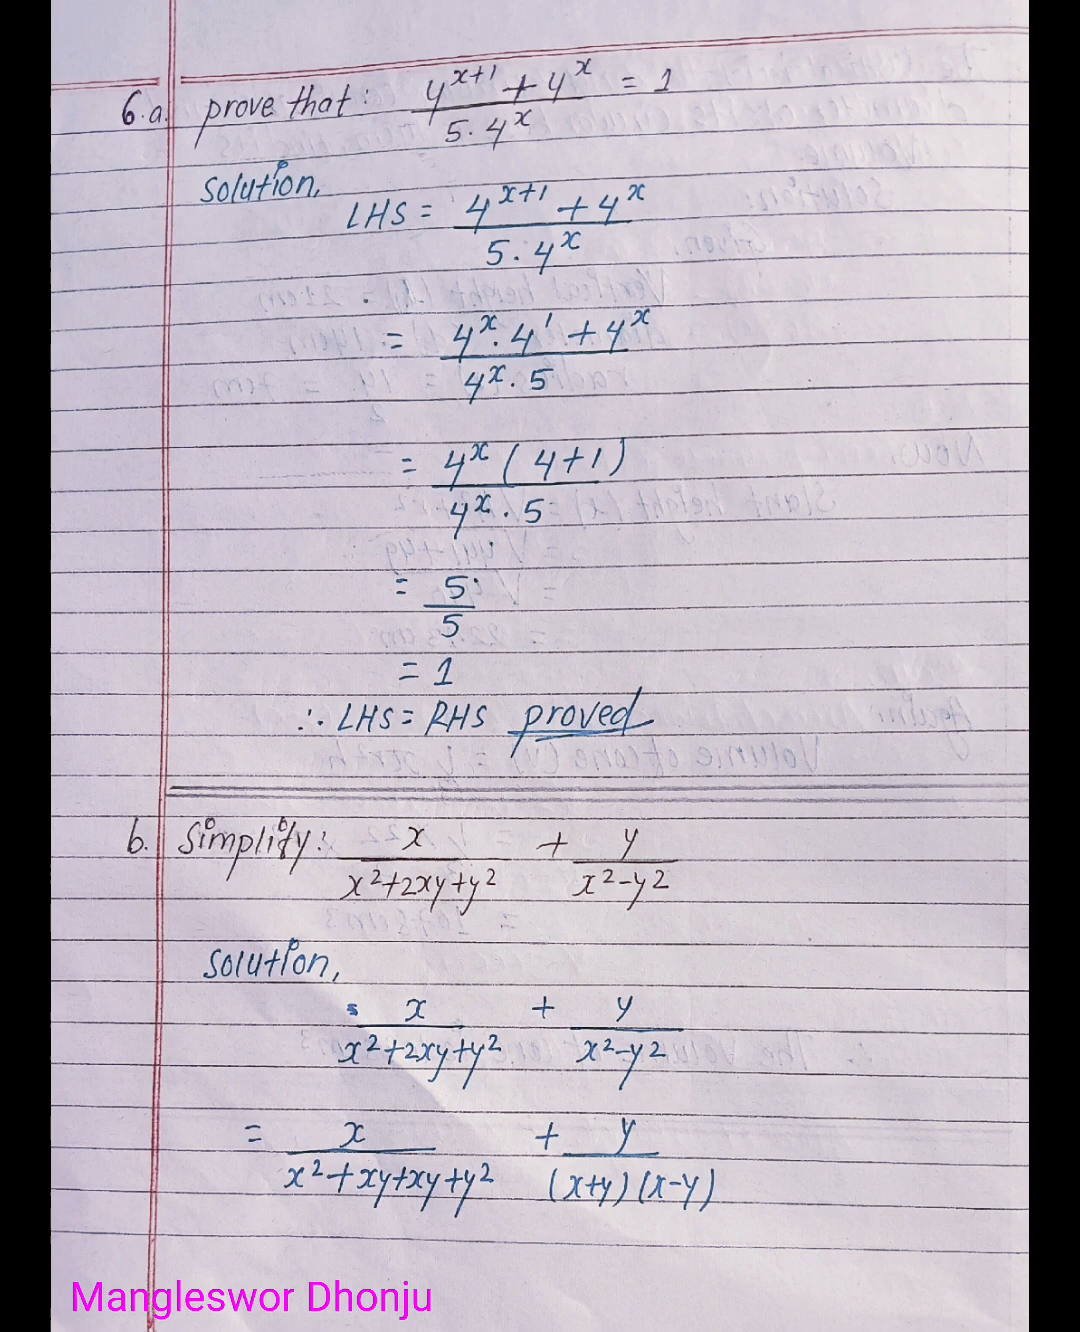 6.a. prove that: (4^(x+1) + 4^x)/(5.4^x) = 1
Solution,
LHS = (4^(x+1) + 4^x)/(5.4^x)
= (4^x.4^1 + 4^x)/(4^x.5)
= 4^x(4+1)/(4^x.5)
= 5/5
= 1
∴ LHS = RHS proved
b. Simplify: x/(x²+2xy+y²) + y/(x²-y²)
Solution,
= x/(x²+2xy+y²) + y/(x²-y²)
= x/(x²+xy+xy+y²) + y/((x+y)(x-y))
Mangleswor Dhonju